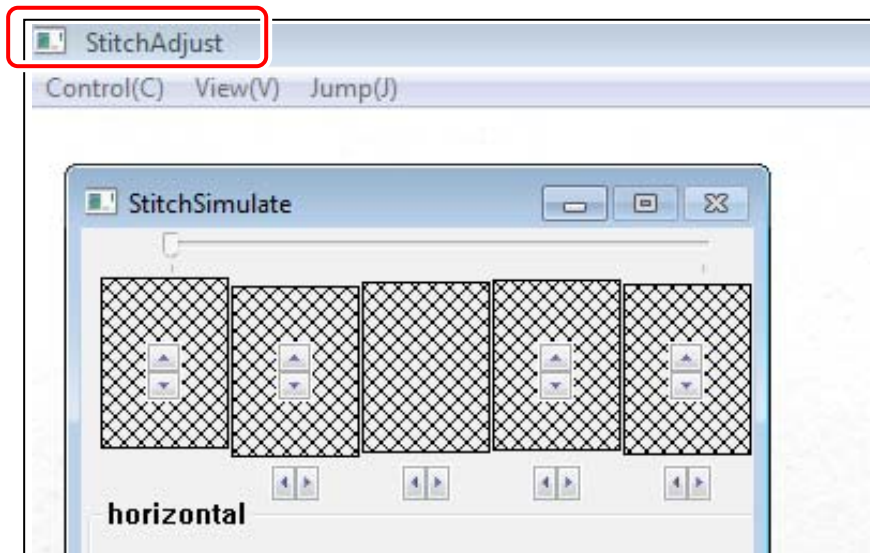 StitchAdjust
Control(C) View(V) Jump(J)
StitchSimulate
horizontal